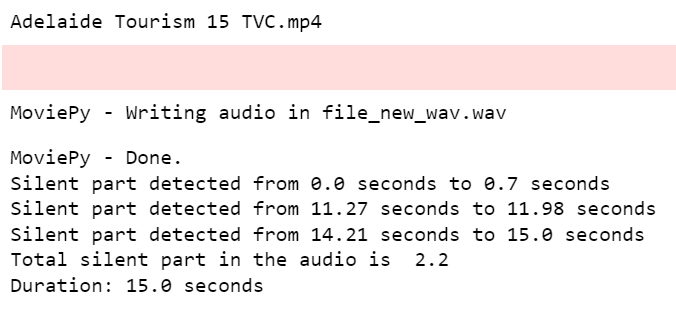 Adelaide Tourism 15 TVC.mp4
MoviePy - Writing audio in file_new_wav.wav
MoviePy - Done.
Silent part detected from 0.0 seconds to 0.7 seconds
Silent part detected from 11.27 seconds to 11.98 seconds
Silent part detected from 14.21 seconds to 15.0 seconds
Total silent part in the audio is  2.2
Duration: 15.0 seconds